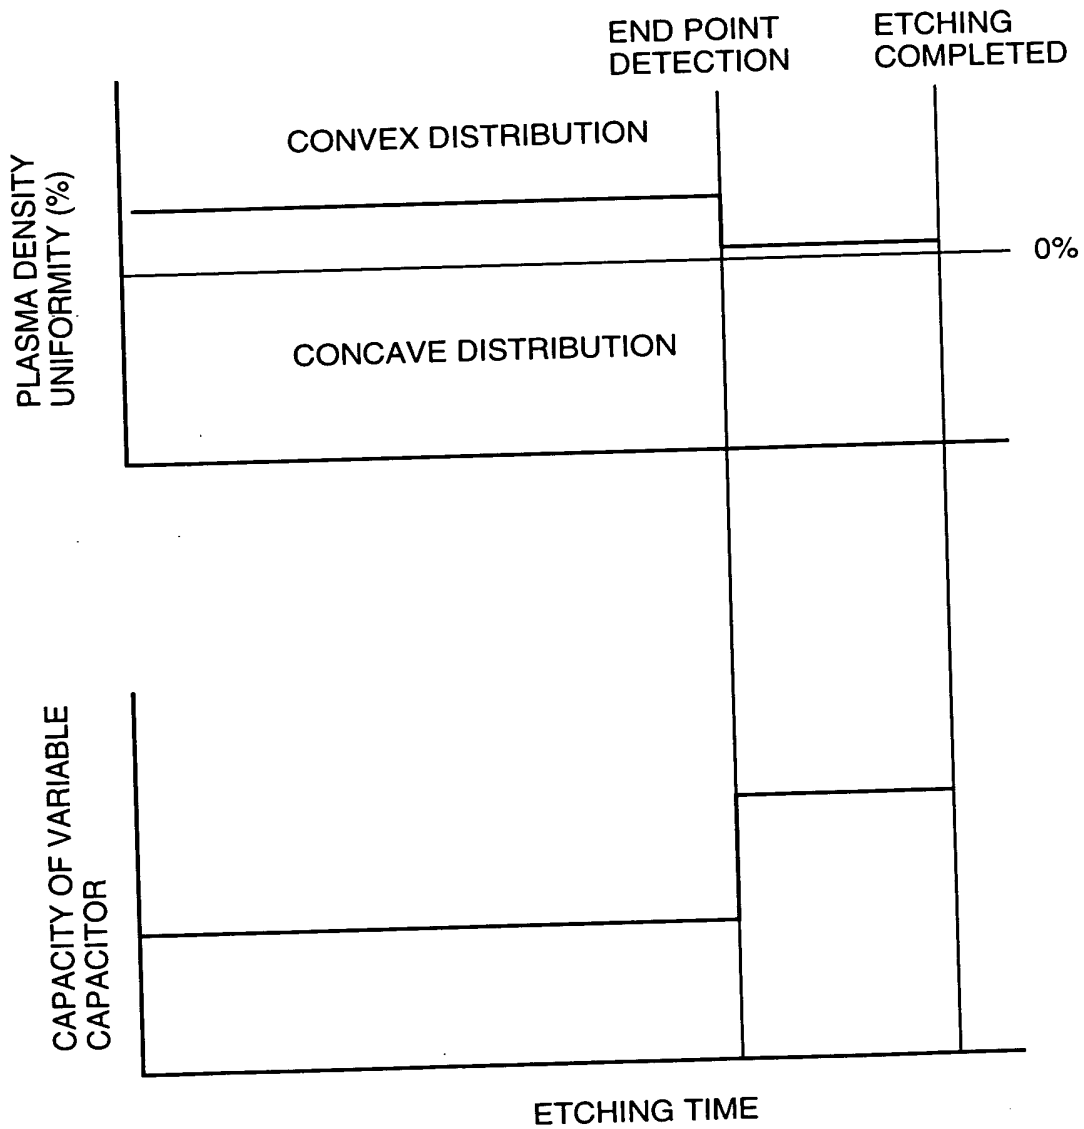 END POINT
DETECTION
ETCHING
COMPLETED
PLASMA DENSITY
UNIFORMITY (%)
CONVEX DISTRIBUTION
0%
CONCAVE DISTRIBUTION
CAPACITY OF VARIABLE
CAPACITOR
ETCHING TIME